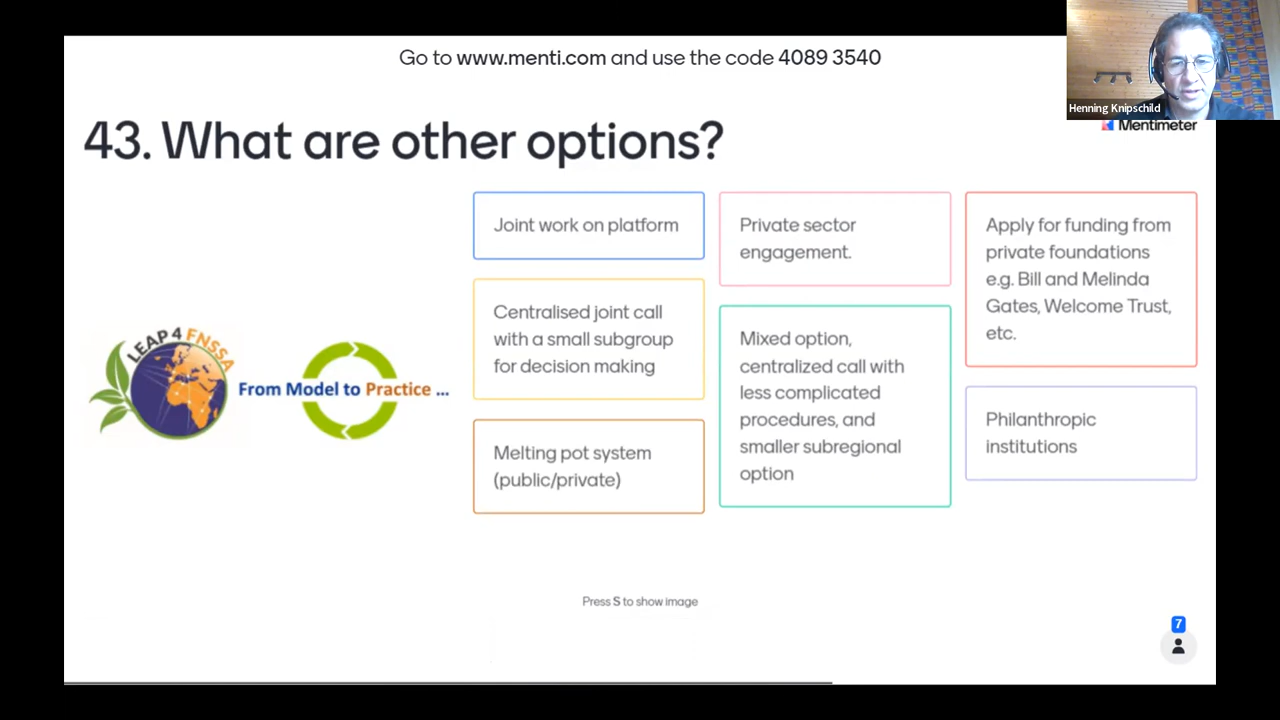 Go to www.menti.com and use the code 4089 3540
Henning Knipschild
Mentimeter
43. What are other options?
LEAP 4 FNSSA
From Model to Practice ...
Joint work on platform
Centralised joint call
with a small subgroup
for decision making
Melting pot system
(public/private)
Private sector
engagement.
Mixed option,
centralized call with
less complicated
procedures, and
smaller subregional
option
Apply for funding from
private foundations
e.g. Bill and Melinda
Gates, Welcome Trust,
etc.
Philanthropic
institutions
Press S to show image
7